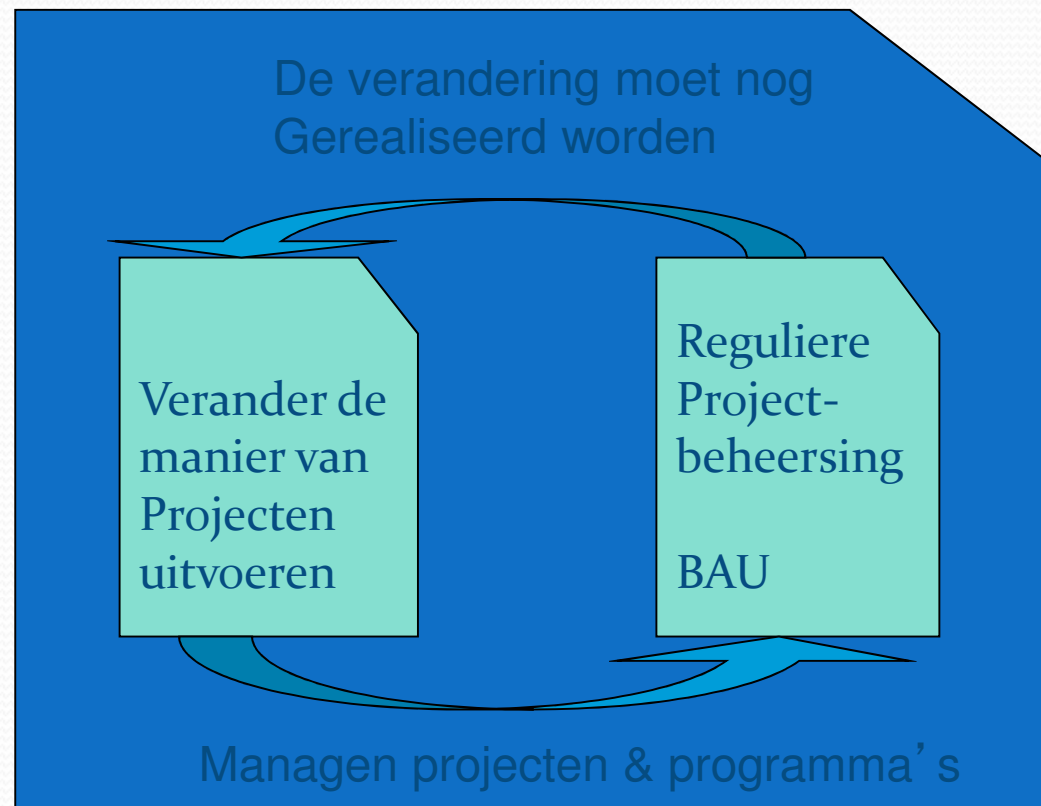 De verandering moet nog
Gerealiseerd worden
Verander de
manier van
Projecten
uitvoeren
Reguliere
Project-
beheersing
BAU
Managen projecten & programma’s